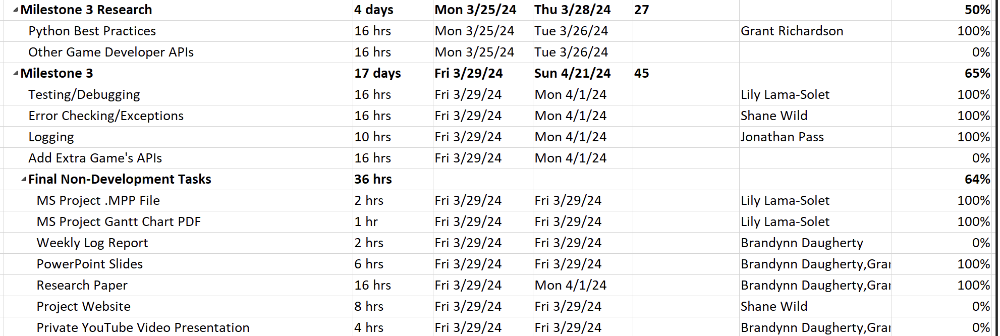 Milestone 3 Research 4 days Mon 3/25/24 Thu 3/28/24 27 50%
Python Best Practices 16 hrs Mon 3/25/24 Tue 3/26/24 Grant Richardson 100%
Other Game Developer APIs 16 hrs Mon 3/25/24 Tue 3/26/24 0%
Milestone 3 17 days Fri 3/29/24 Sun 4/21/24 45 65%
Testing/Debugging 16 hrs Fri 3/29/24 Mon 4/1/24 Lily Lama-Solet 100%
Error Checking/Exceptions 16 hrs Fri 3/29/24 Mon 4/1/24 Shane Wild 100%
Logging 10 hrs Fri 3/29/24 Mon 4/1/24 Jonathan Pass 100%
Add Extra Game's APIs 16 hrs Fri 3/29/24 Mon 4/1/24 0%
Final Non-Development Tasks 36 hrs 64%
MS Project .MPP File 2 hrs Fri 3/29/24 Fri 3/29/24 Lily Lama-Solet 100%
MS Project Gantt Chart PDF 1 hr Fri 3/29/24 Fri 3/29/24 Lily Lama-Solet 100%
Weekly Log Report 2 hrs Fri 3/29/24 Fri 3/29/24 Brandynn Daugherty 0%
PowerPoint Slides 6 hrs Fri 3/29/24 Fri 3/29/24 Brandynn Daugherty,Gra 100%
Research Paper 16 hrs Fri 3/29/24 Mon 4/1/24 Brandynn Daugherty,Gra 100%
Project Website 8 hrs Fri 3/29/24 Fri 3/29/24 Shane Wild 0%
Private YouTube Video Presentation 4 hrs Fri 3/29/24 Fri 3/29/24 Brandynn Daugherty,Gra 0%